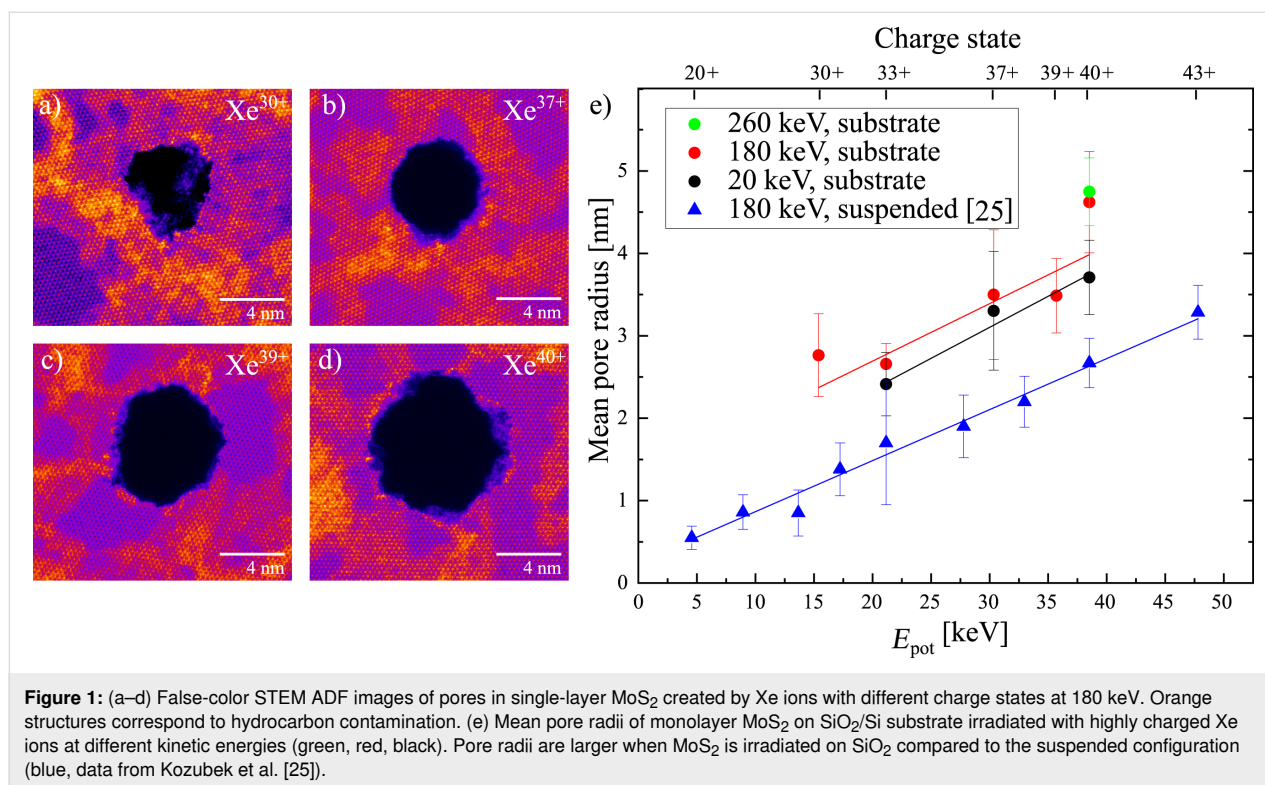 a)
Xe30+
4 nm
b)
Xe37+
4 nm
c)
Xe39+
4 nm
d)
Xe40+
4 nm
e)
Charge state
20+ 30+ 33+ 37+ 39+ 40+ 43+
260 keV, substrate
180 keV, substrate
20 keV, substrate
180 keV, suspended [25]
Mean pore radius [nm]
5
4
3
2
1
0
0 5 10 15 20 25 30 35 40 45 50
Epot [keV]
Figure 1: (a–d) False-color STEM ADF images of pores in single-layer MoS2 created by Xe ions with different charge states at 180 keV. Orange
structures correspond to hydrocarbon contamination. (e) Mean pore radii of monolayer MoS2 on SiO2/Si substrate irradiated with highly charged Xe
ions at different kinetic energies (green, red, black). Pore radii are larger when MoS2 is irradiated on SiO2 compared to the suspended configuration
(blue, data from Kozubek et al. [25]).